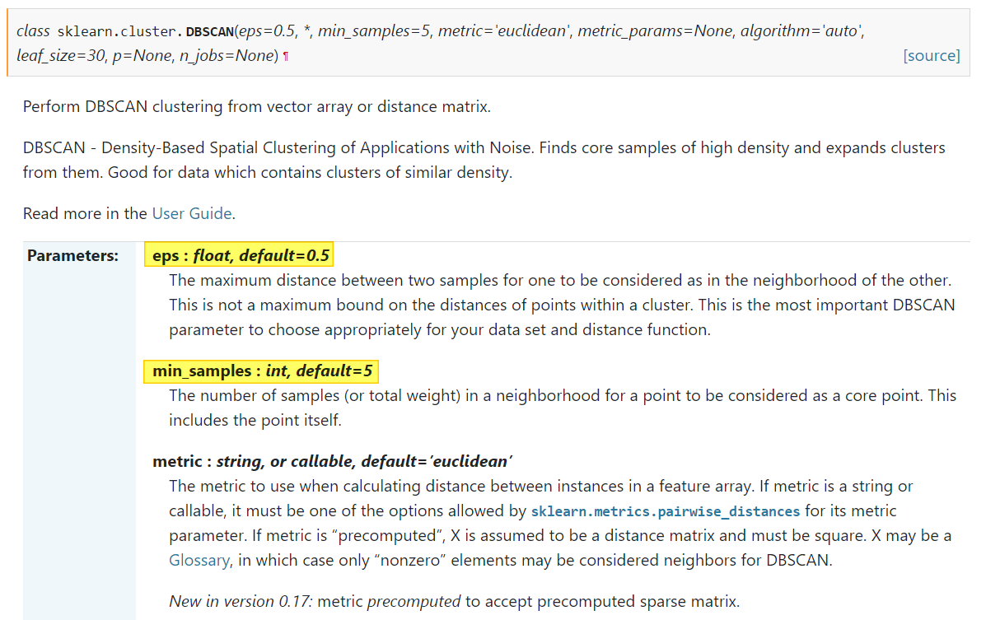 class sklearn.cluster.DBSCAN(eps=0.5, *, min_samples=5, metric='euclidean', metric_params=None, algorithm='auto',
leaf_size=30, p=None, n_jobs=None) ¶ [source]
Perform DBSCAN clustering from vector array or distance matrix.
DBSCAN - Density-Based Spatial Clustering of Applications with Noise. Finds core samples of high density and expands clusters
from them. Good for data which contains clusters of similar density.
Read more in the User Guide.
Parameters: eps : float, default=0.5
The maximum distance between two samples for one to be considered as in the neighborhood of the other.
This is not a maximum bound on the distances of points within a cluster. This is the most important DBSCAN
parameter to choose appropriately for your data set and distance function.
min_samples : int, default=5
The number of samples (or total weight) in a neighborhood for a point to be considered as a core point. This
includes the point itself.
metric : string, or callable, default=’euclidean’
The metric to use when calculating distance between instances in a feature array. If metric is a string or
callable, it must be one of the options allowed by sklearn.metrics.pairwise_distances for its metric
parameter. If metric is “precomputed”, X is assumed to be a distance matrix and must be square. X may be a
Glossary, in which case only “nonzero” elements may be considered neighbors for DBSCAN.
New in version 0.17: metric precomputed to accept precomputed sparse matrix.